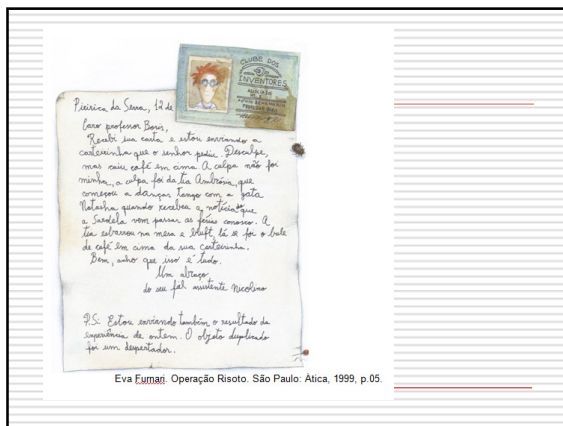 CLUBE DOS
INVENTORES
Piririca da Serra, 12 de
Caro professor Boris,
Recebi sua carta e estou enviando a
carteirinha que o senhor pediu. Desculpe,
mas caiu café em cima. A culpa não foi
minha, a culpa foi da tia Ambrósia, que
começou a dançar tango com a gata
Natasha quando recebeu a notícia de que
a Sardela vem passar as férias conosco. A
tia esbarrou na mesa e bluft, lá se foi o bule
de café em cima da sua carteirinha.
Bem, acho que isso é tudo.
Um abraço
do seu fiel assistente Nicolino
P.S: Estou enviando também o resultado da
experiência de ontem. O objeto duplicado
foi um despertador.
Eva Furnari. Operação Risoto. São Paulo: Ática, 1999, p.05.